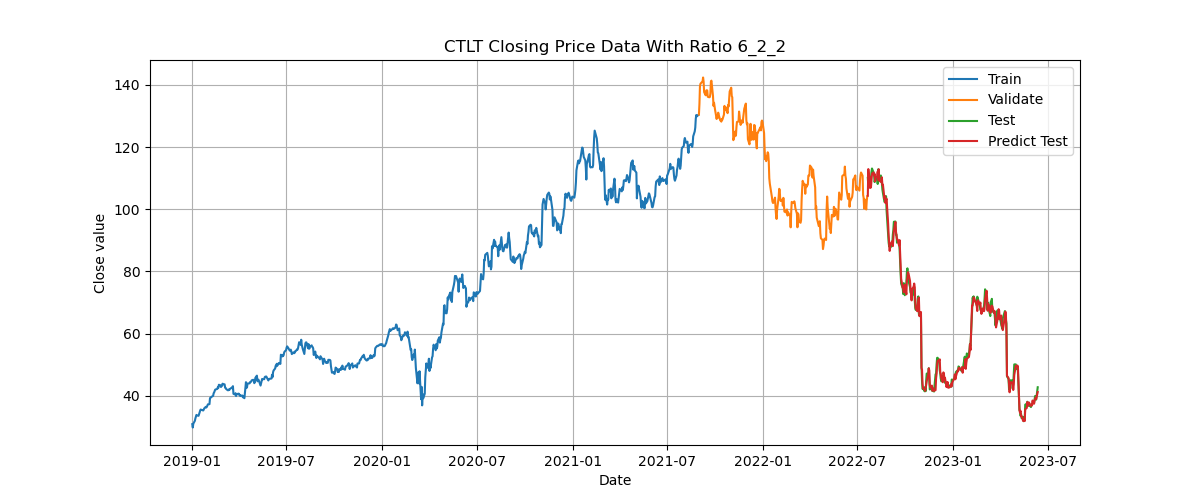 CTLT Closing Price Data With Ratio 6_2_2
Train
Validate
Test
Predict Test
Close value
140
120
100
80
60
40
2019-01 2019-07 2020-01 2020-07 2021-01 2021-07 2022-01 2022-07 2023-01 2023-07
Date